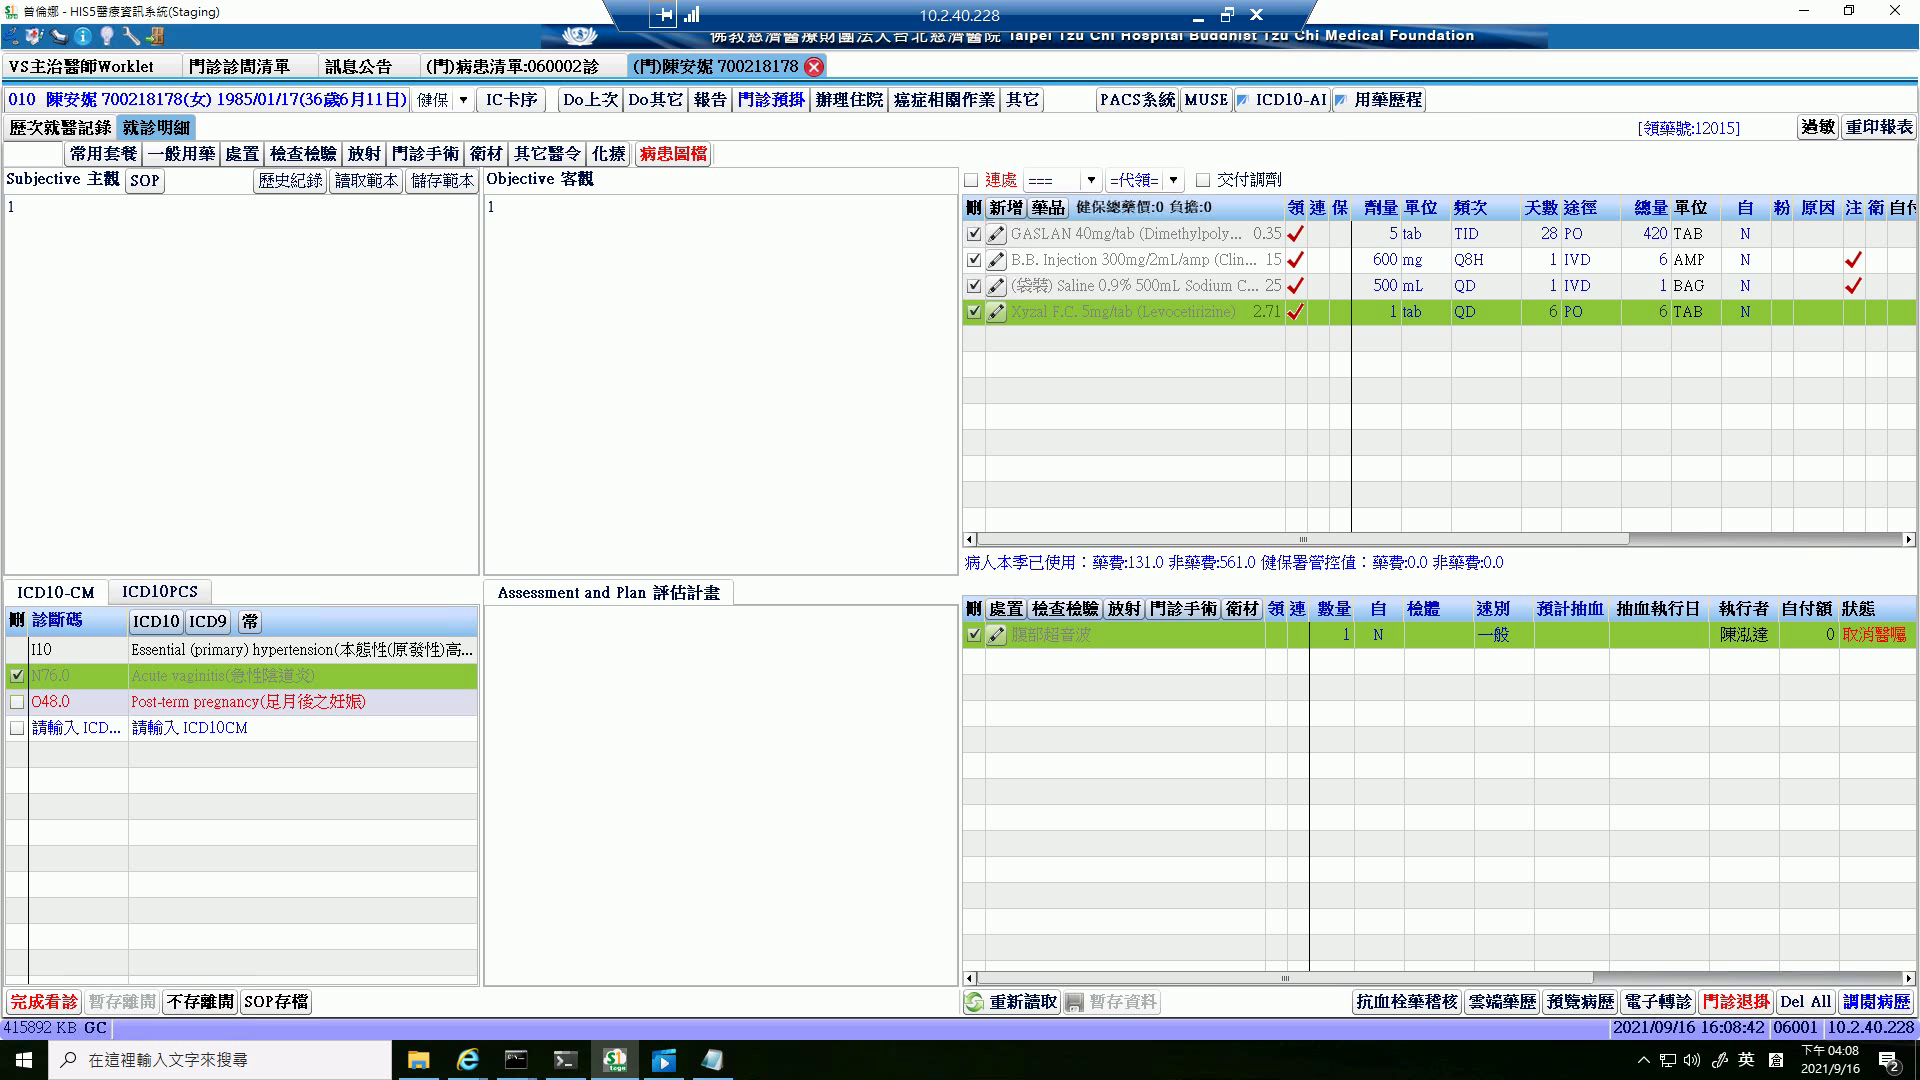 曾倫娜 - HIS5醫療資訊系統(Staging)
10.2.40.228
佛教慈濟醫療財團法人台北慈濟醫院 Taipei Tzu Chi Hospital Buddhist Tzu Chi Medical Foundation
VS主治醫師Worklet 門診診間清單 訊息公告 (門)病患清單:060002診 (門)陳安妮 700218178
010 陳安妮 700218178(女) 1985/01/17(36歲6月11日) 健保 IC卡序 Do上次 Do其它 報告 門診預掛 辦理住院 癌症相關作業 其它 PACS系統 MUSE ICD10-AI 用藥歷程
歷次就醫記錄 就診明細 [領藥號:12015] 過敏 重印報表
常用套餐 一般用藥 處置 檢查檢驗 放射 門診手術 衛材 其它醫令 化療 病患圖檔
Subjective 主觀 SOP 歷史紀錄 讀取範本 儲存範本 Objective 客觀 連處 === =代領= 交付調劑
1 1
刪 新增 藥品 健保總藥價:0 負擔:0 領 連 保 劑量 單位 頻次 天數 途徑 總量 單位 自 粉 原因 注 衛 自付
GASLAN 40mg/tab (Dimethylpoly... 0.35 5 tab TID 28 PO 420 TAB N
B.B. Injection 300mg/2mL/amp (Clin... 15 600 mg Q8H 1 IVD 6 AMP N
(袋裝) Saline 0.9% 500mL Sodium C... 25 500 mL QD 1 IVD 1 BAG N
Xyzal F.C. 5mg/tab (Levocetirizine) 2.71 1 tab QD 6 PO 6 TAB N
病人本季已使用：藥費:131.0 非藥費:561.0 健保署管控值：藥費:0.0 非藥費:0.0
ICD10-CM ICD10PCS Assessment and Plan 評估計畫
刪 診斷碼 ICD10 ICD9 常
I10 Essential (primary) hypertension(本態性(原發性)高...
N76.0 Acute vaginitis(急性陰道炎)
O48.0 Post-term pregnancy(足月後之妊娠)
請輸入 ICD... 請輸入 ICD10CM
刪 處置 檢查檢驗 放射 門診手術 衛材 領 連 數量 自 檢體 速別 預計抽血 抽血執行日 執行者 自付額 狀態
腹部超音波 1 N 一般 陳泓達 0 取消醫囑
完成看診 暫存離開 不存離開 SOP存檔 重新讀取 暫存資料 抗血栓藥稽核 雲端藥歷 預覽病歷 電子轉診 門診退掛 Del All 調閱病歷
415892 KB GC 2021/09/16 16:08:42 06001 10.2.40.228
在這裡輸入文字來搜尋
英
下午 04:08
2021/9/16
2